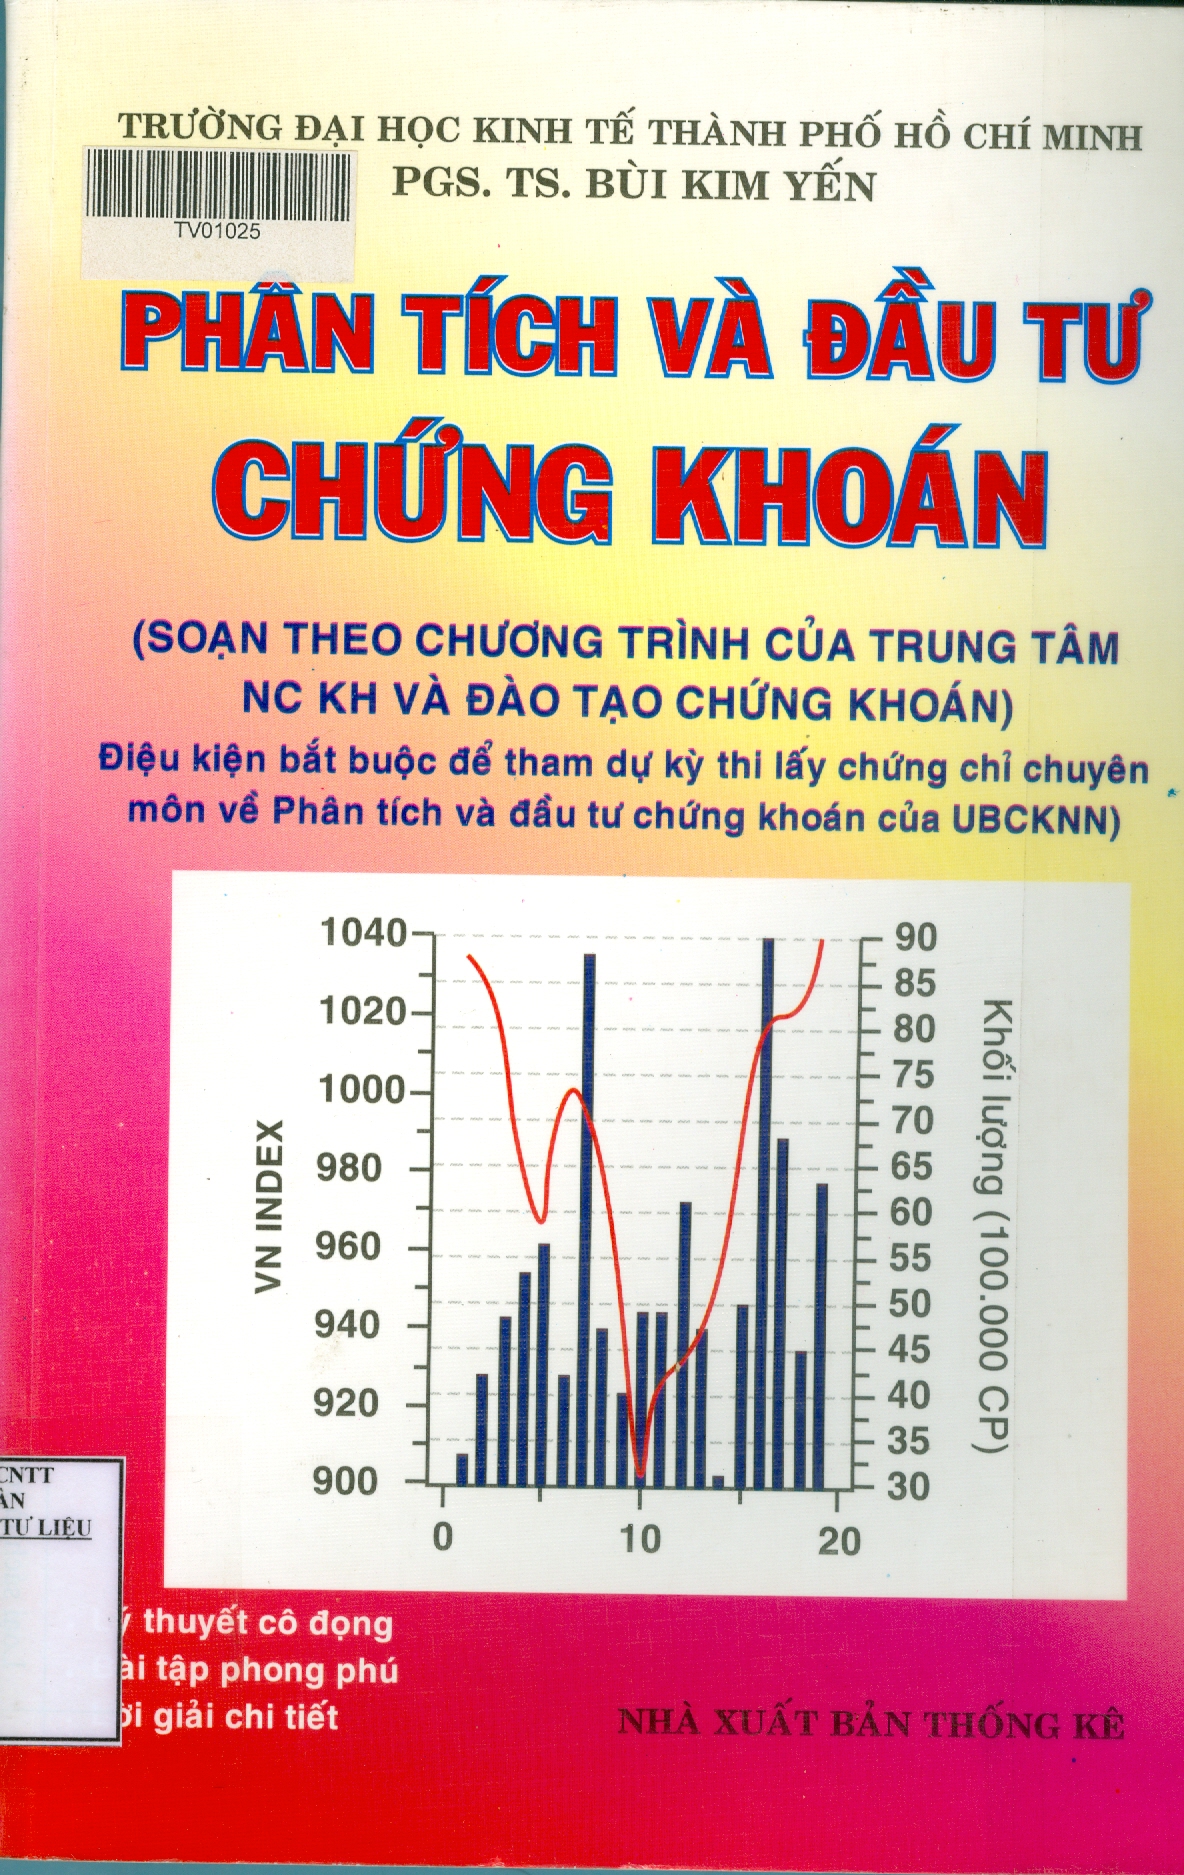 TRƯỜNG ĐẠI HỌC KINH TẾ THÀNH PHỐ HỒ CHÍ MINH
PGS. TS. BÙI KIM YẾN
TV01025
PHÂN TÍCH VÀ ĐẦU TƯ
CHỨNG KHOÁN
(SOẠN THEO CHƯƠNG TRÌNH CỦA TRUNG TÂM
NC KH VÀ ĐÀO TẠO CHỨNG KHOÁN)
Điệu kiện bắt buộc để tham dự kỳ thi lấy chứng chỉ chuyên
môn về Phân tích và đầu tư chứng khoán của UBCKNN)
VN INDEX
1040
1020
1000
980
960
940
920
900
0 10 20
90
85
80
75
70
65
60
55
50
45
40
35
30
Khối lượng (100.000 CP)
CNTT
TƯ LIỆU
thuyết cô đọng
tập phong phú
giải chi tiết
NHÀ XUẤT BẢN THỐNG KÊ